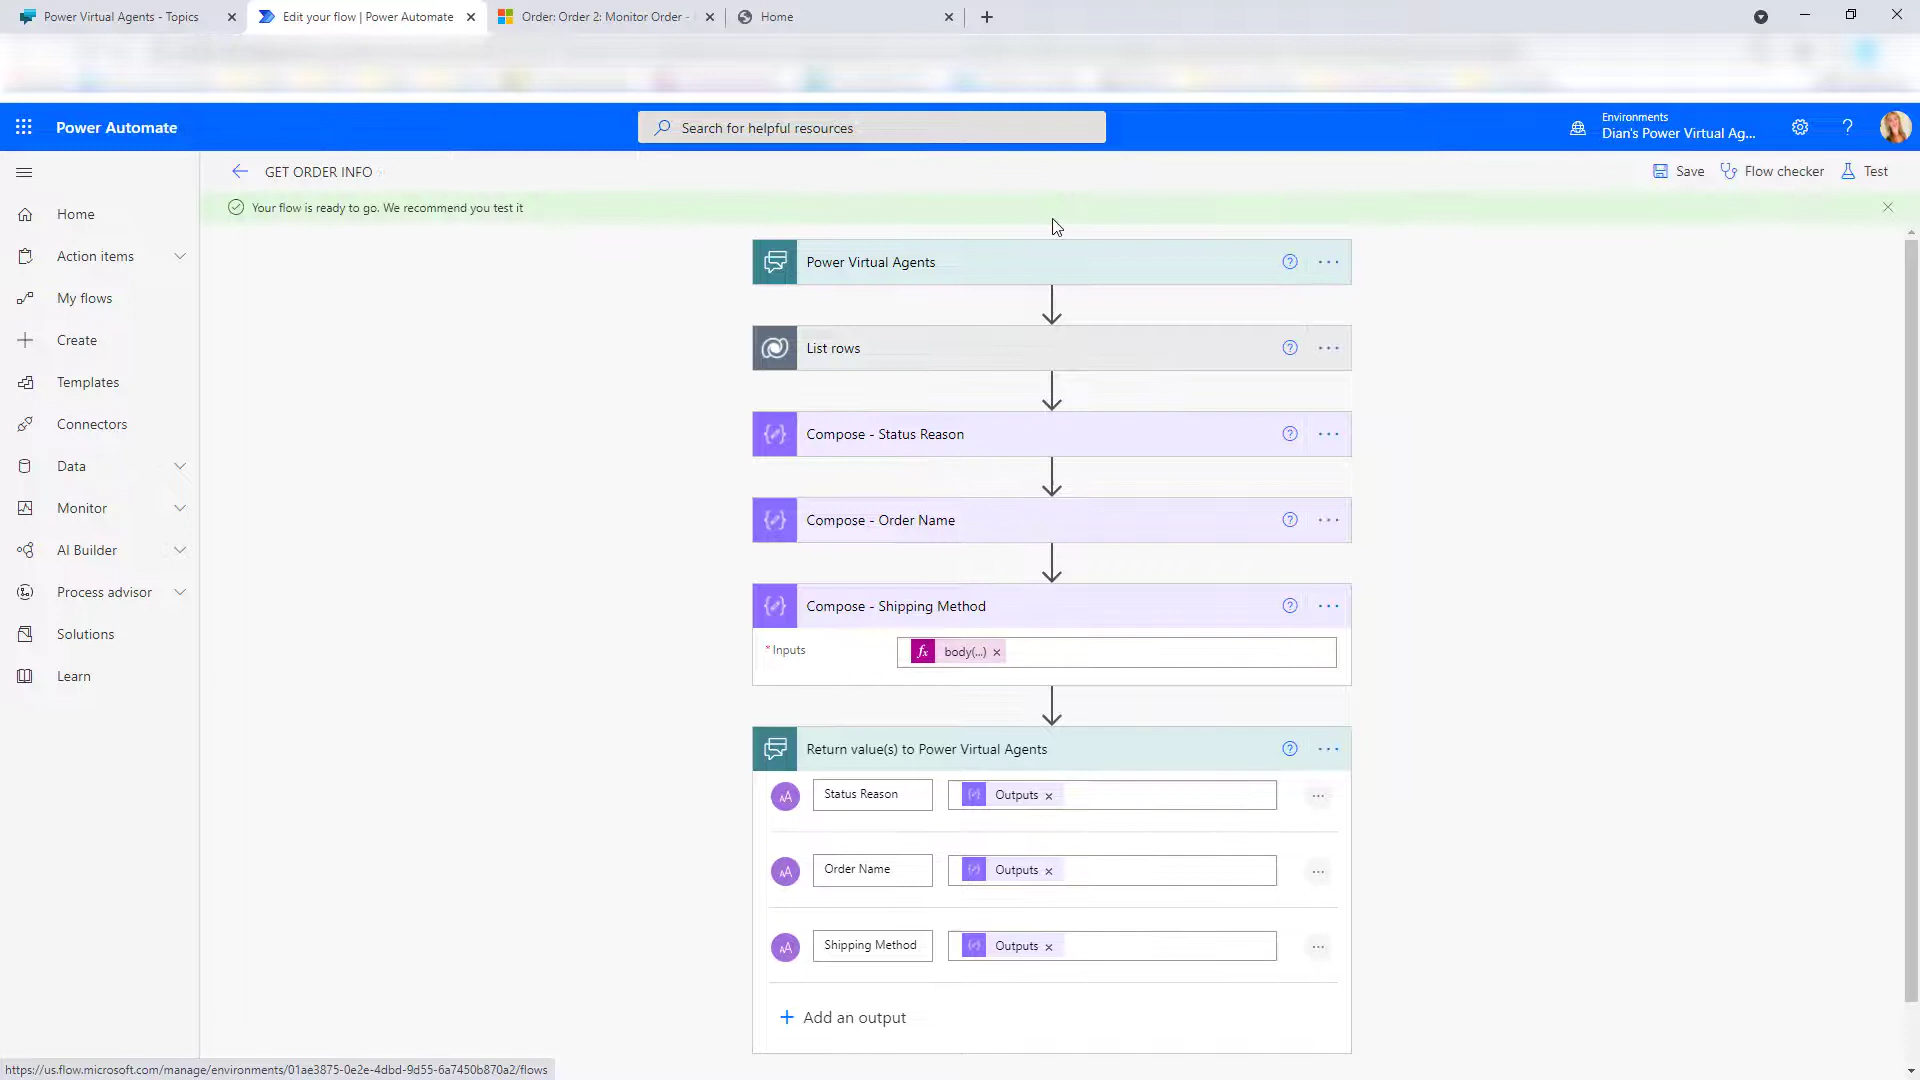 Power Virtual Agents - Topics
Edit your flow | Power Automate
Order: Order 2: Monitor Order -
Home
Power Automate
Search for helpful resources
Environments
Dian's Power Virtual Ag...
GET ORDER INFO
Save
Flow checker
Test
Your flow is ready to go. We recommend you test it
Home
Action items
My flows
Create
Templates
Connectors
Data
Monitor
AI Builder
Process advisor
Solutions
Learn
Power Virtual Agents
List rows
Compose - Status Reason
Compose - Order Name
Compose - Shipping Method
* Inputs
fx body(...) ×
Return value(s) to Power Virtual Agents
Status Reason
Outputs ×
Order Name
Outputs ×
Shipping Method
Outputs ×
+ Add an output
https://us.flow.microsoft.com/manage/environments/01ae3875-0e2e-4dbd-9d55-6a7450b870a2/flows